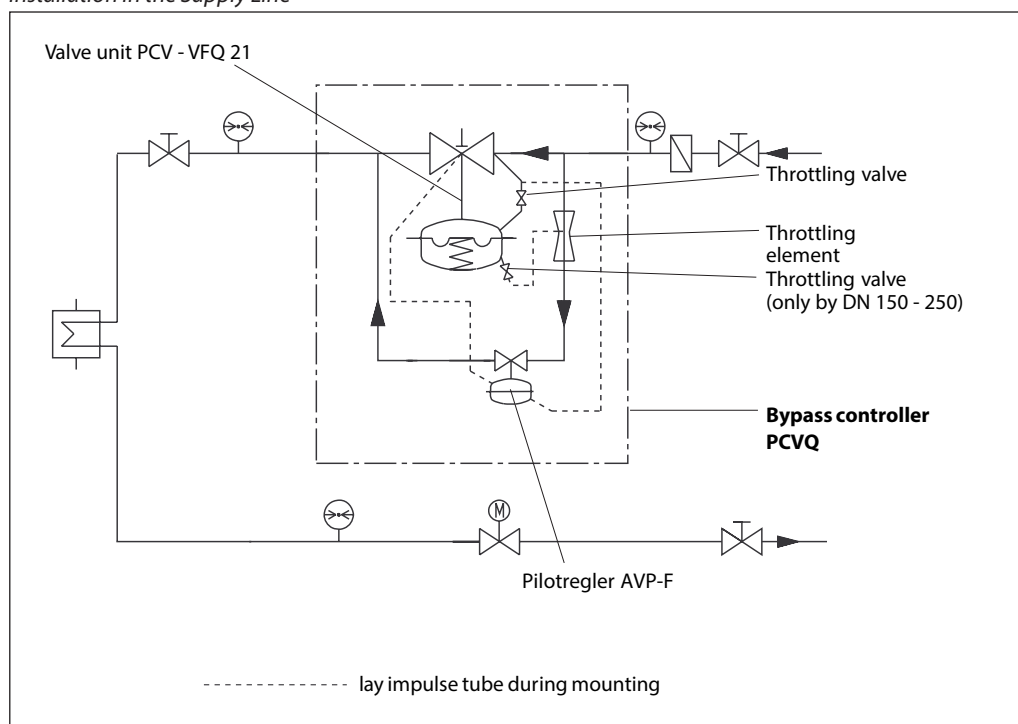 Installation in the Supply Line
Valve unit PCV - VFQ 21
Throttling valve
Throttling
element
Throttling valve
(only by DN 150 - 250)
Bypass controller
PCVQ
M
Pilotregler AVP-F
lay impulse tube during mounting